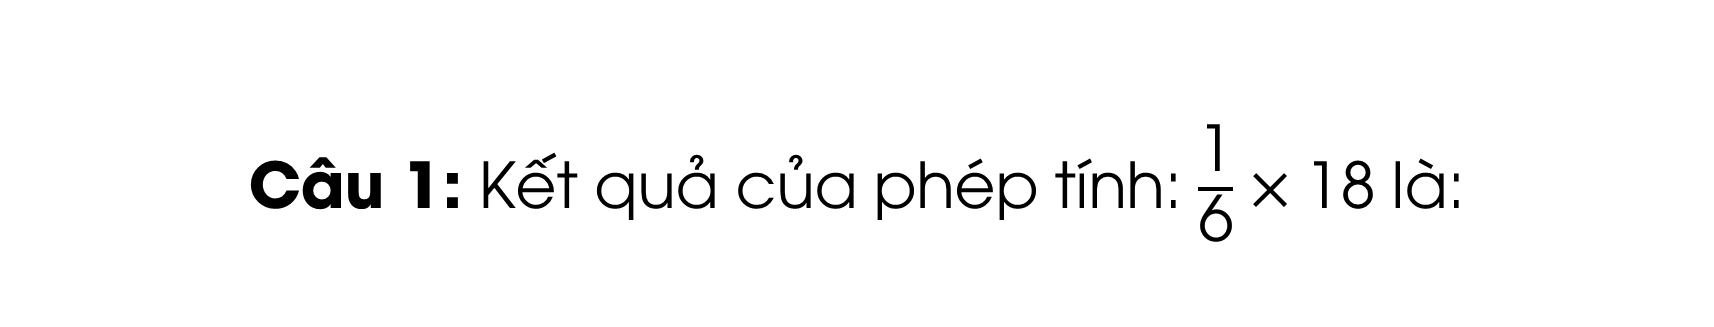 Câu 1: Kết quả của phép tính: 1/6 × 18 là: